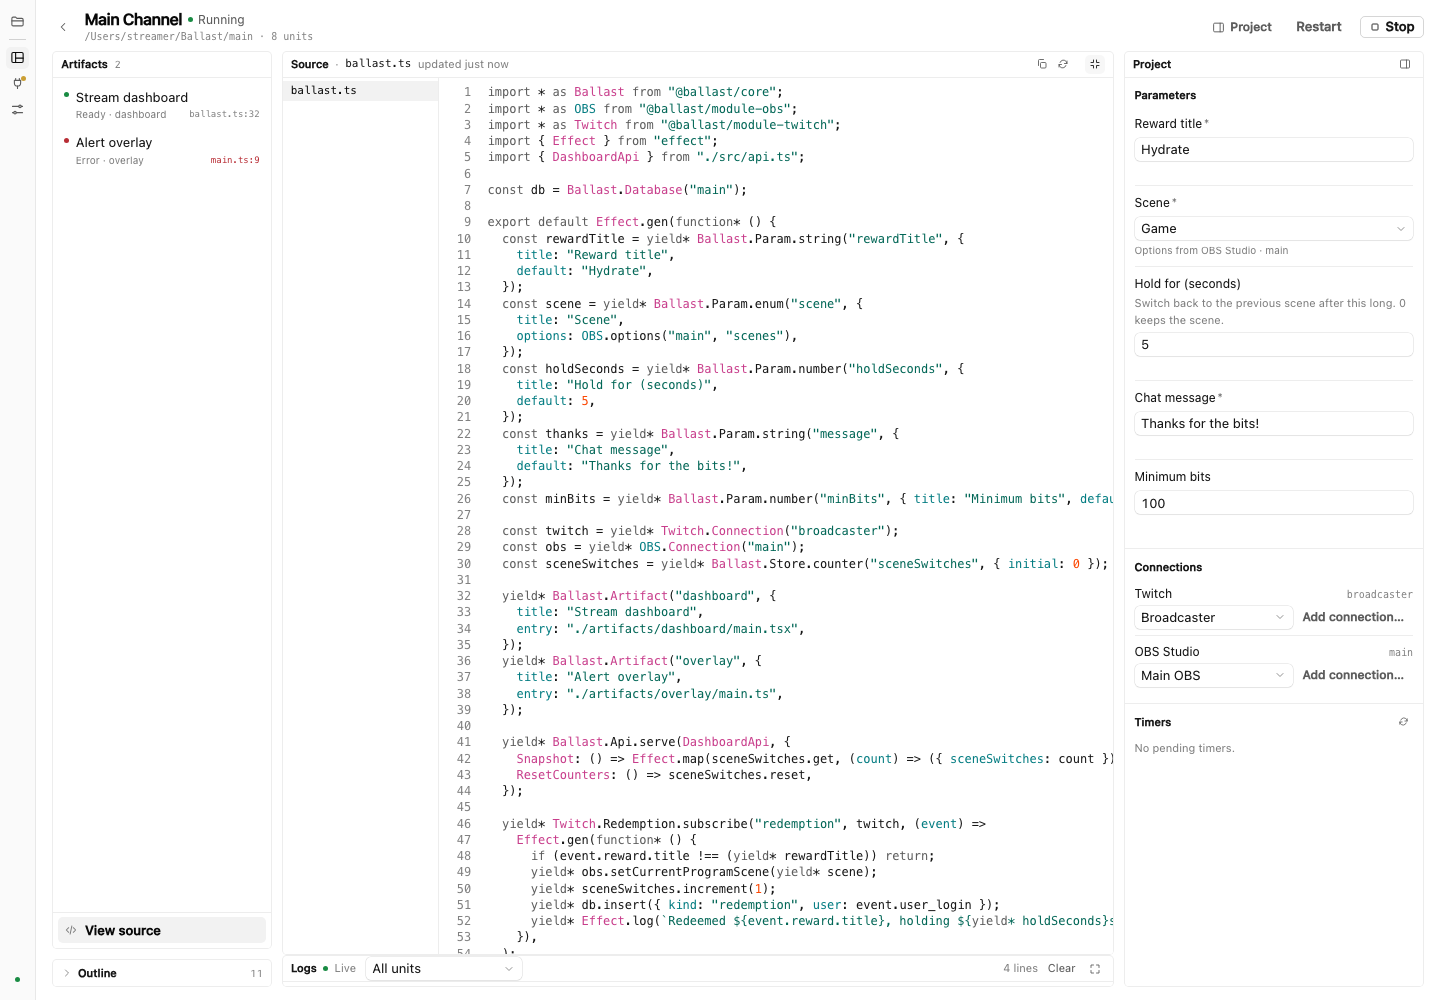 Main Channel
Running
/Users/streamer/Ballast/main · 8 units
Project
Restart
Stop
Artifacts 2
Stream dashboard
Ready · dashboard
ballast.ts:32
Alert overlay
Error · overlay
main.ts:9
View source
Outline
11
Source · ballast.ts updated just now
ballast.ts
1 import * as Ballast from "@ballast/core";
2 import * as OBS from "@ballast/module-obs";
3 import * as Twitch from "@ballast/module-twitch";
4 import { Effect } from "effect";
5 import { DashboardApi } from "./src/api.ts";
6
7 const db = Ballast.Database("main");
8
9 export default Effect.gen(function* () {
10 const rewardTitle = yield* Ballast.Param.string("rewardTitle", {
11 title: "Reward title",
12 default: "Hydrate",
13 });
14 const scene = yield* Ballast.Param.enum("scene", {
15 title: "Scene",
16 options: OBS.options("main", "scenes"),
17 });
18 const holdSeconds = yield* Ballast.Param.number("holdSeconds", {
19 title: "Hold for (seconds)",
20 default: 5,
21 });
22 const thanks = yield* Ballast.Param.string("message", {
23 title: "Chat message",
24 default: "Thanks for the bits!",
25 });
26 const minBits = yield* Ballast.Param.number("minBits", { title: "Minimum bits", defau
27
28 const twitch = yield* Twitch.Connection("broadcaster");
29 const obs = yield* OBS.Connection("main");
30 const sceneSwitches = yield* Ballast.Store.counter("sceneSwitches", { initial: 0 });
31
32 yield* Ballast.Artifact("dashboard", {
33 title: "Stream dashboard",
34 entry: "./artifacts/dashboard/main.tsx",
35 });
36 yield* Ballast.Artifact("overlay", {
37 title: "Alert overlay",
38 entry: "./artifacts/overlay/main.ts",
39 });
40
41 yield* Ballast.Api.serve(DashboardApi, {
42 Snapshot: () => Effect.map(sceneSwitches.get, (count) => ({ sceneSwitches: count })
43 ResetCounters: () => sceneSwitches.reset,
44 });
45
46 yield* Twitch.Redemption.subscribe("redemption", twitch, (event) =>
47 Effect.gen(function* () {
48 if (event.reward.title !== (yield* rewardTitle)) return;
49 yield* obs.setCurrentProgramScene(yield* scene);
50 yield* sceneSwitches.increment(1);
51 yield* db.insert({ kind: "redemption", user: event.user_login });
52 yield* Effect.log(`Redeemed ${event.reward.title}, holding ${yield* holdSeconds}s
53 }),
54 );
Logs
Live
All units
4 lines
Clear
Project
Parameters
Reward title*
Hydrate
Scene*
Game
Options from OBS Studio · main
Hold for (seconds)
Switch back to the previous scene after this long. 0
keeps the scene.
5
Chat message*
Thanks for the bits!
Minimum bits
100
Connections
Twitch
broadcaster
Broadcaster
Add connection...
OBS Studio
main
Main OBS
Add connection...
Timers
No pending timers.